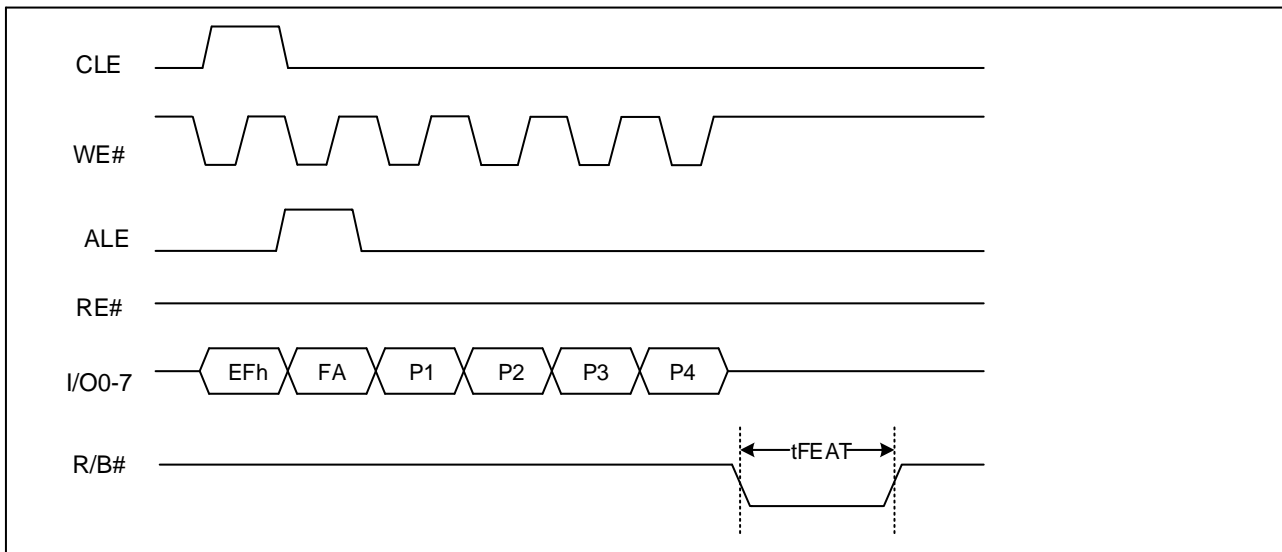 CLE
WE#
ALE
RE#
I/O0-7 EFh FA P1 P2 P3 P4
R/B# tFEAT